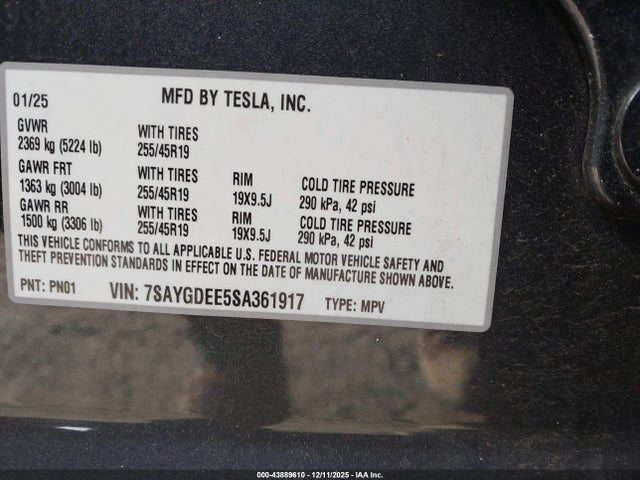 01/25 MFD BY TESLA, INC.
GVWR WITH TIRES
2369 kg (5224 lb) 255/45R19
GAWR FRT WITH TIRES RIM COLD TIRE PRESSURE
1363 kg (3004 lb) 255/45R19 19X9.5J 290 kPa, 42 psi
GAWR RR WITH TIRES RIM COLD TIRE PRESSURE
1500 kg (3306 lb) 255/45R19 19X9.5J 290 kPa, 42 psi
THIS VEHICLE CONFORMS TO ALL APPLICABLE U.S. FEDERAL MOTOR VEHICLE SAFETY AND
THEFT PREVENTION STANDARDS IN EFFECT ON THE DATE OF MANUFACTURE SHOWN ABOVE.
PNT: PN01 VIN: 7SAYGDEE5SA361917 TYPE: MPV
000-43889610 - 12/11/2025 - IAA Inc.